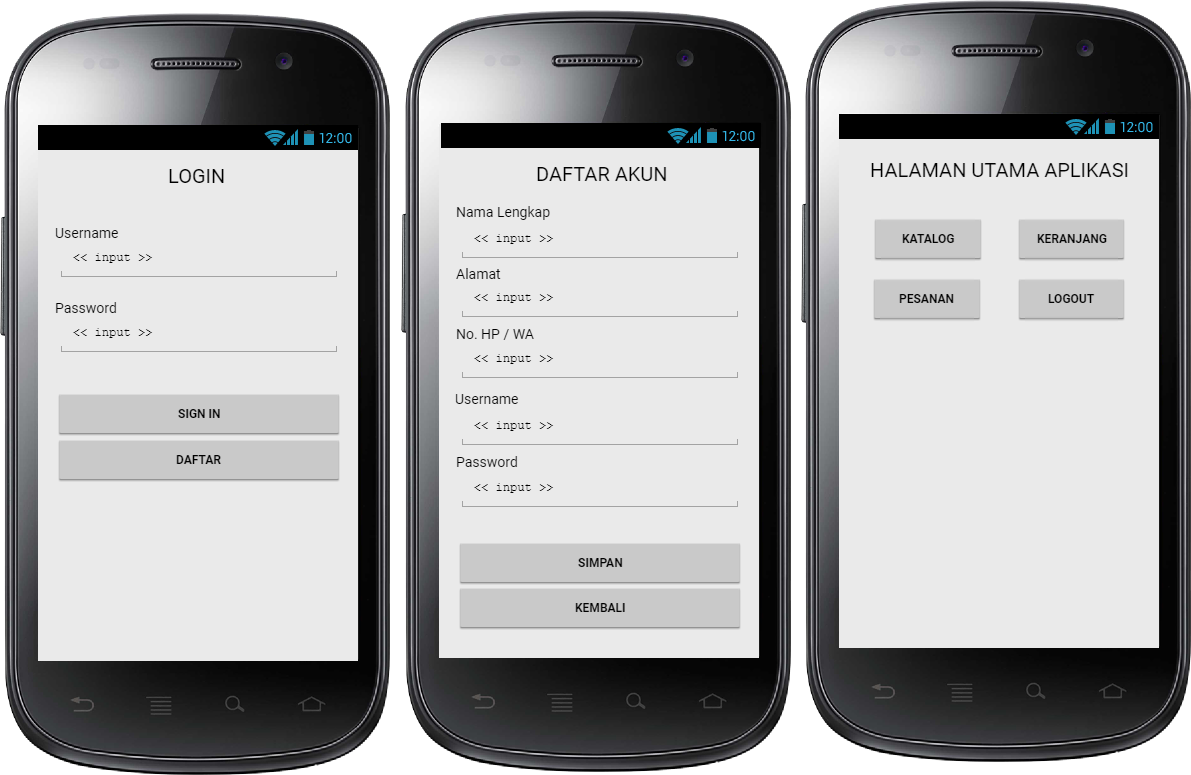 12:00
LOGIN
Username
<< input >>
Password
<< input >>
SIGN IN
DAFTAR
12:00
DAFTAR AKUN
Nama Lengkap
<< input >>
Alamat
<< input >>
No. HP / WA
<< input >>
Username
<< input >>
Password
<< input >>
SIMPAN
KEMBALI
12:00
HALAMAN UTAMA APLIKASI
KATALOG
KERANJANG
PESANAN
LOGOUT